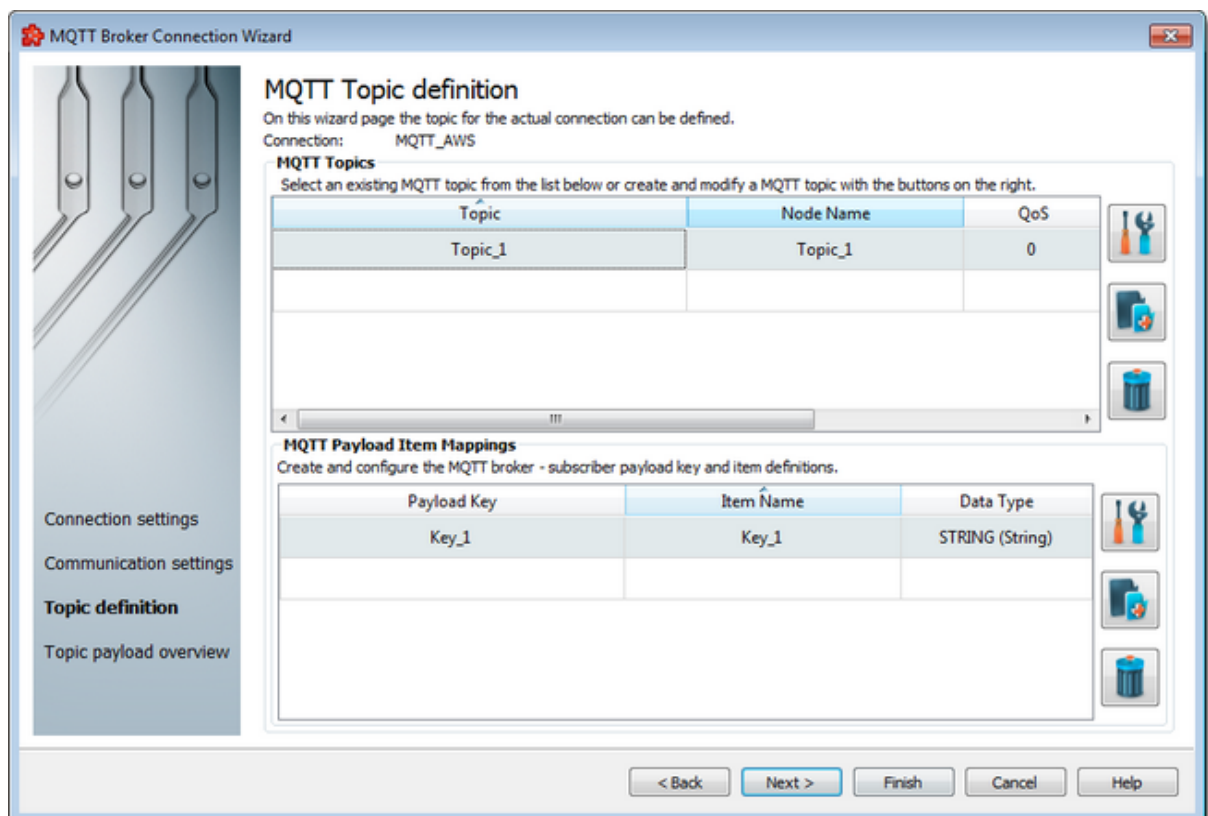 MQTT Broker Connection Wizard
MQTT Topic definition
On this wizard page the topic for the actual connection can be defined.
Connection: MQTT_AWS
MQTT Topics
Select an existing MQTT topic from the list below or create and modify a MQTT topic with the buttons on the right.
Topic Node Name QoS
Topic_1 Topic_1 0
MQTT Payload Item Mappings
Create and configure the MQTT broker - subscriber payload key and item definitions.
Payload Key Item Name Data Type
Key_1 Key_1 STRING (String)
Connection settings
Communication settings
Topic definition
Topic payload overview
< Back Next > Finish Cancel Help